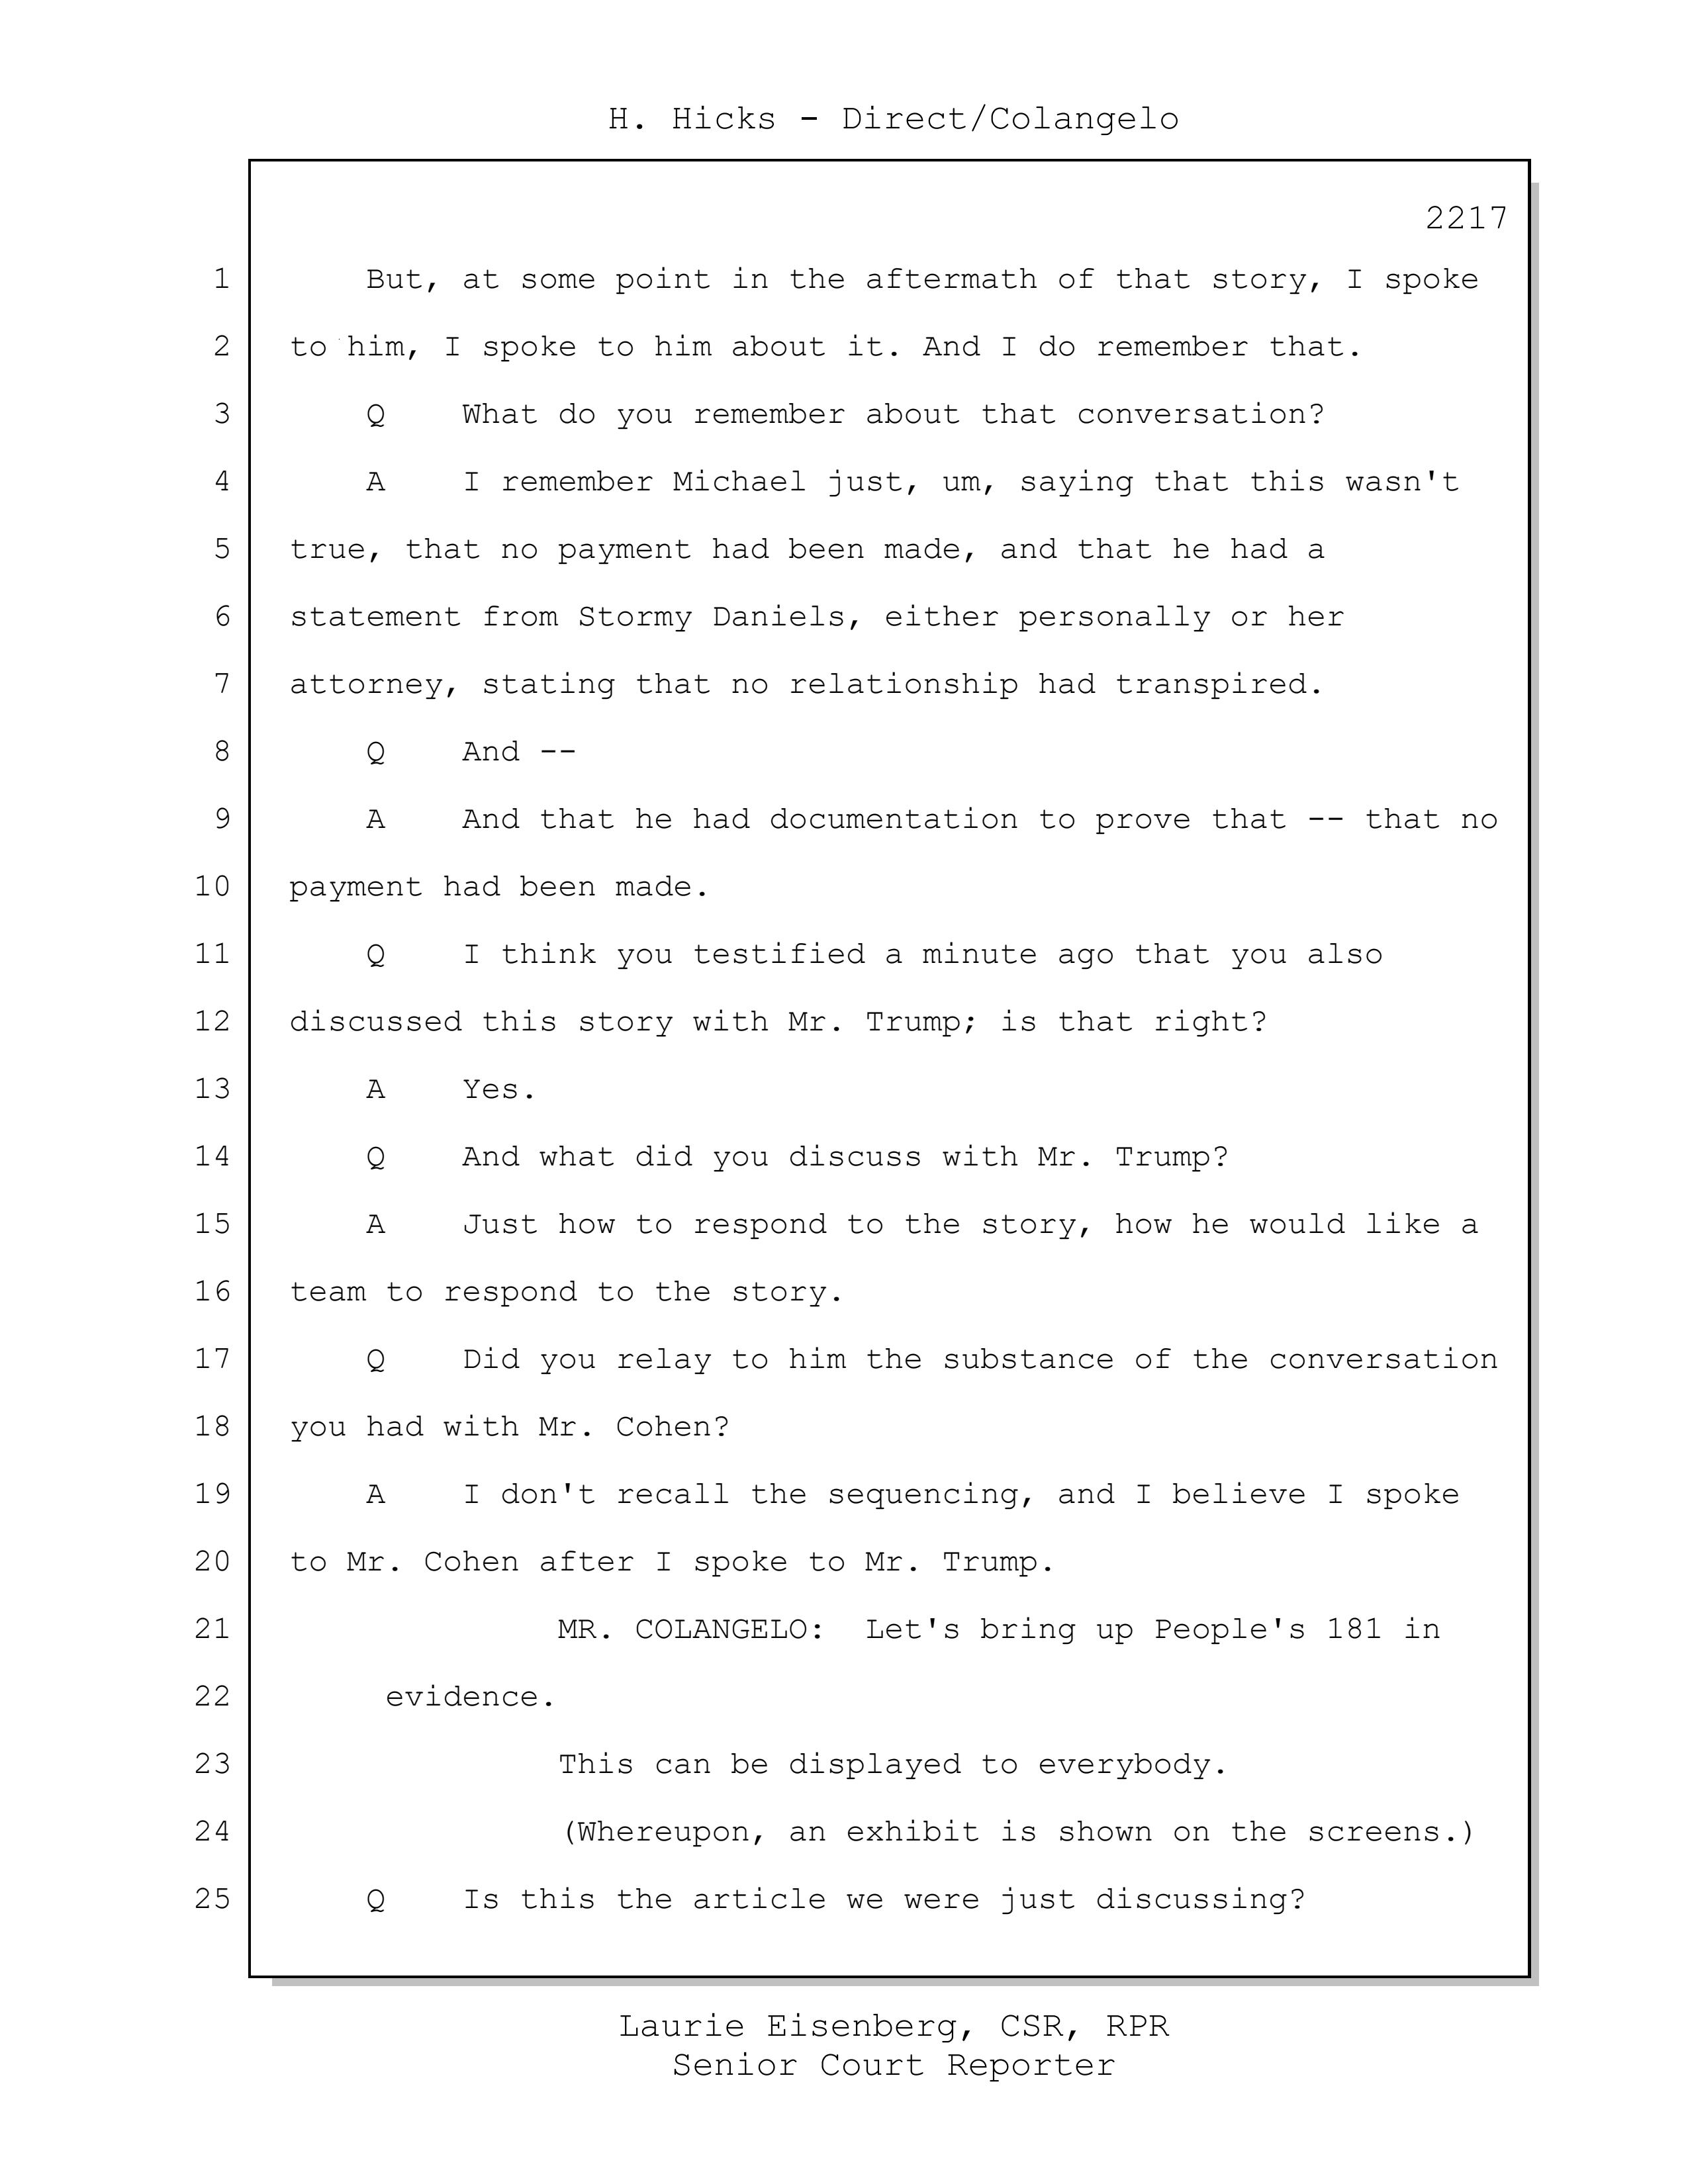 H. Hicks - Direct/Colangelo
2217
1 But, at some point in the aftermath of that story, I spoke
2 to him, I spoke to him about it. And I do remember that.
3 Q What do you remember about that conversation?
4 A I remember Michael just, um, saying that this wasn't
5 true, that no payment had been made, and that he had a
6 statement from Stormy Daniels, either personally or her
7 attorney, stating that no relationship had transpired.
8 Q And --
9 A And that he had documentation to prove that -- that no
10 payment had been made.
11 Q I think you testified a minute ago that you also
12 discussed this story with Mr. Trump; is that right?
13 A Yes.
14 Q And what did you discuss with Mr. Trump?
15 A Just how to respond to the story, how he would like a
16 team to respond to the story.
17 Q Did you relay to him the substance of the conversation
18 you had with Mr. Cohen?
19 A I don't recall the sequencing, and I believe I spoke
20 to Mr. Cohen after I spoke to Mr. Trump.
21 MR. COLANGELO: Let's bring up People's 181 in
22 evidence.
23 This can be displayed to everybody.
24 (Whereupon, an exhibit is shown on the screens.)
25 Q Is this the article we were just discussing?
Laurie Eisenberg, CSR, RPR
Senior Court Reporter